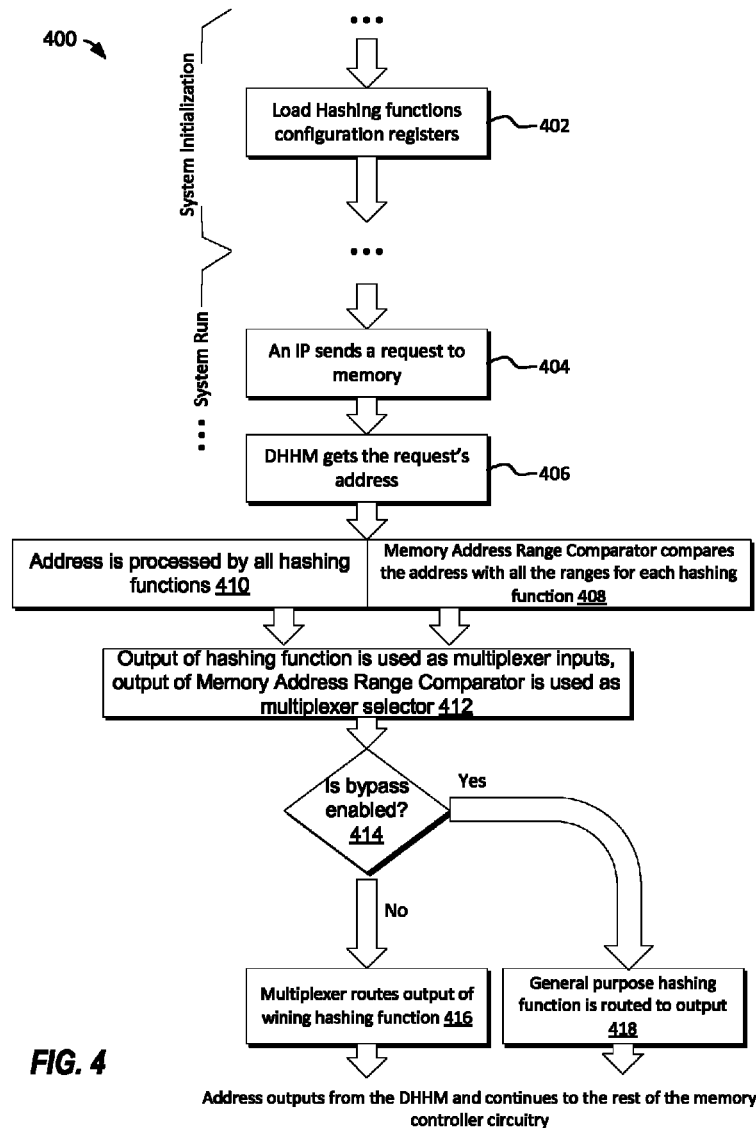 400
System Initialization
...
Load Hashing functions
configuration registers
402
...
... System Run
An IP sends a request to
memory
404
DHHM gets the request's
address
406
Address is processed by all hashing
functions 410
Memory Address Range Comparator compares
the address with all the ranges for each hashing
function 408
Output of hashing function is used as multiplexer inputs,
output of Memory Address Range Comparator is used as
multiplexer selector 412
Is bypass
enabled?
414
Yes
No
Multiplexer routes output of
wining hashing function 416
General purpose hashing
function is routed to output
418
FIG. 4
Address outputs from the DHHM and continues to the rest of the memory
controller circuitry